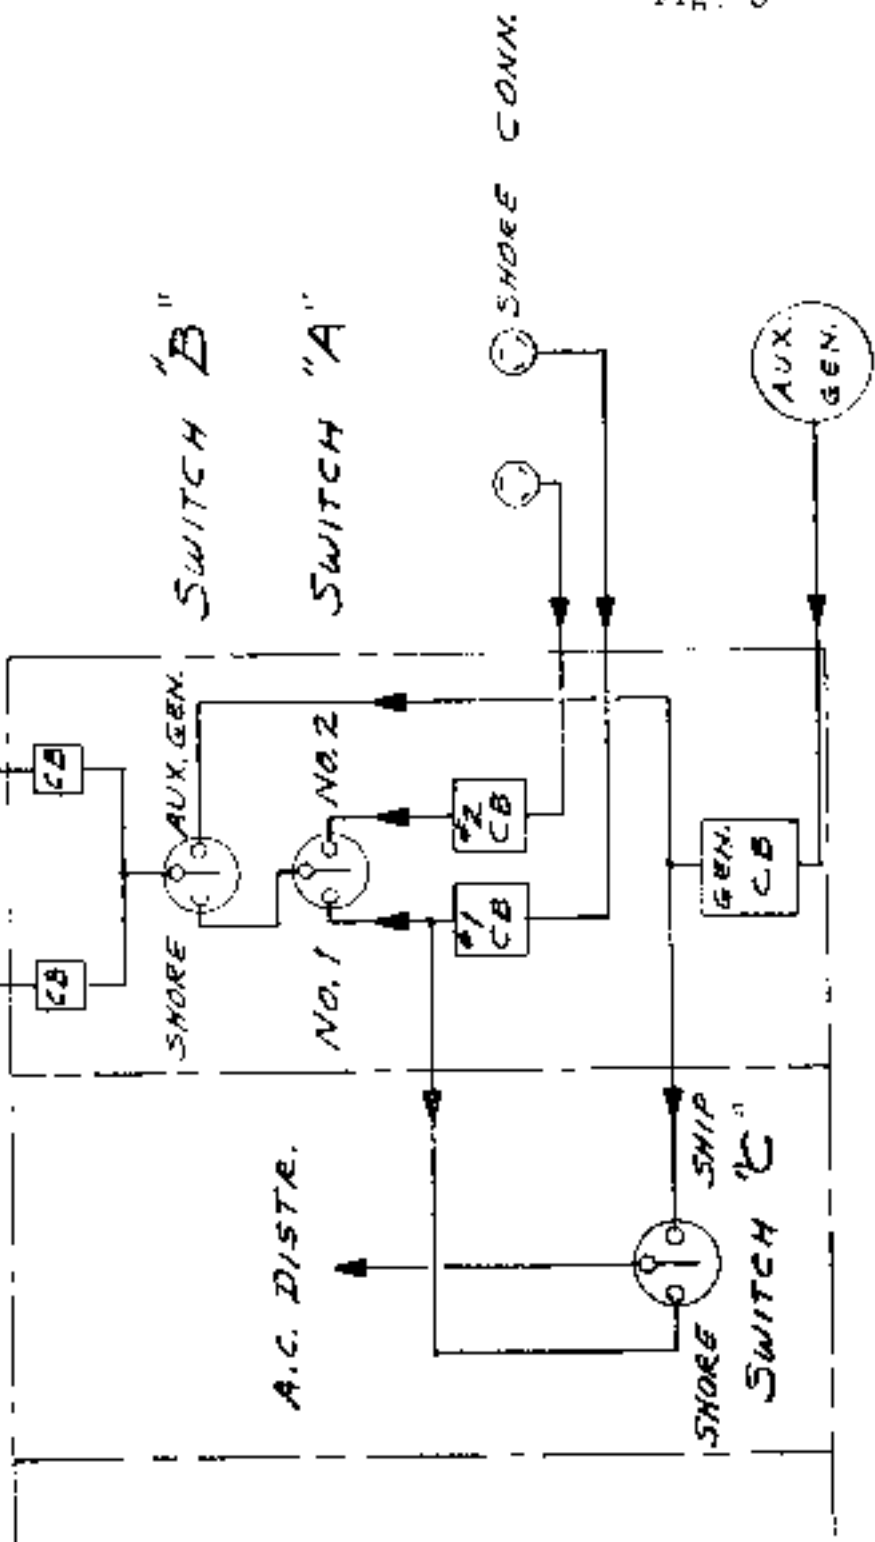 SHORE CONN.
SWITCH "B"
SWITCH "A"
AUX.
GEN.
CB
AUX. GEN.
SHORE
CB
NO. 2
NO. 1
#2
CB
#1
CB
GEN.
CB
A.C. DISTR.
SHIP
SHORE
SWITCH "C"